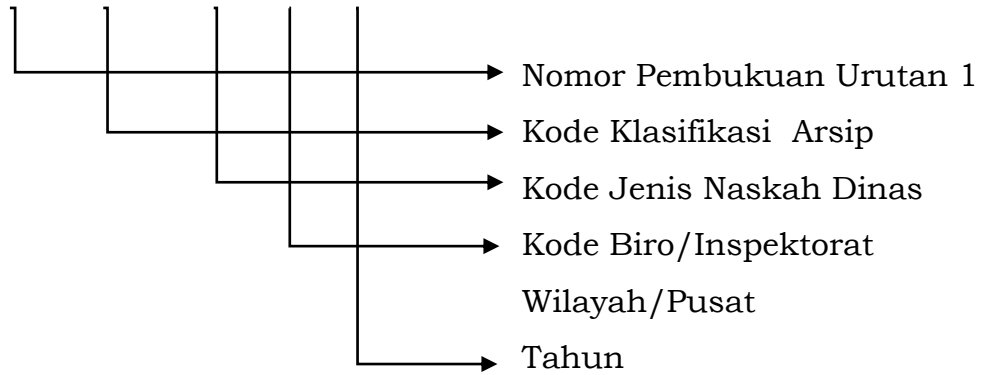 Nomor Pembukuan Urutan 1
Kode Klasifikasi Arsip
Kode Jenis Naskah Dinas
Kode Biro/Inspektorat
Wilayah/Pusat
Tahun